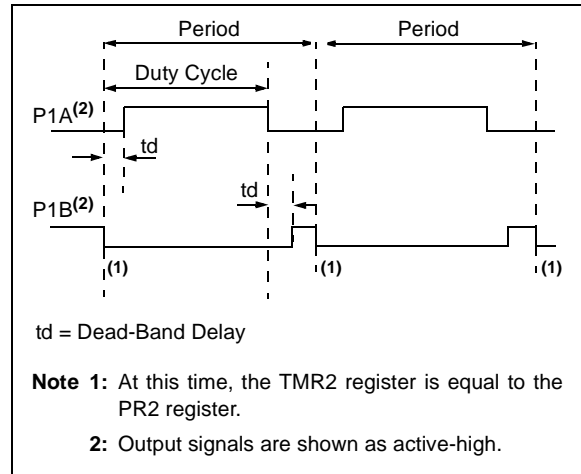 Period Period
Duty Cycle
P1A(2)
td
td
P1B(2)
(1) (1) (1)
td = Dead-Band Delay
Note 1: At this time, the TMR2 register is equal to the
PR2 register.
2: Output signals are shown as active-high.